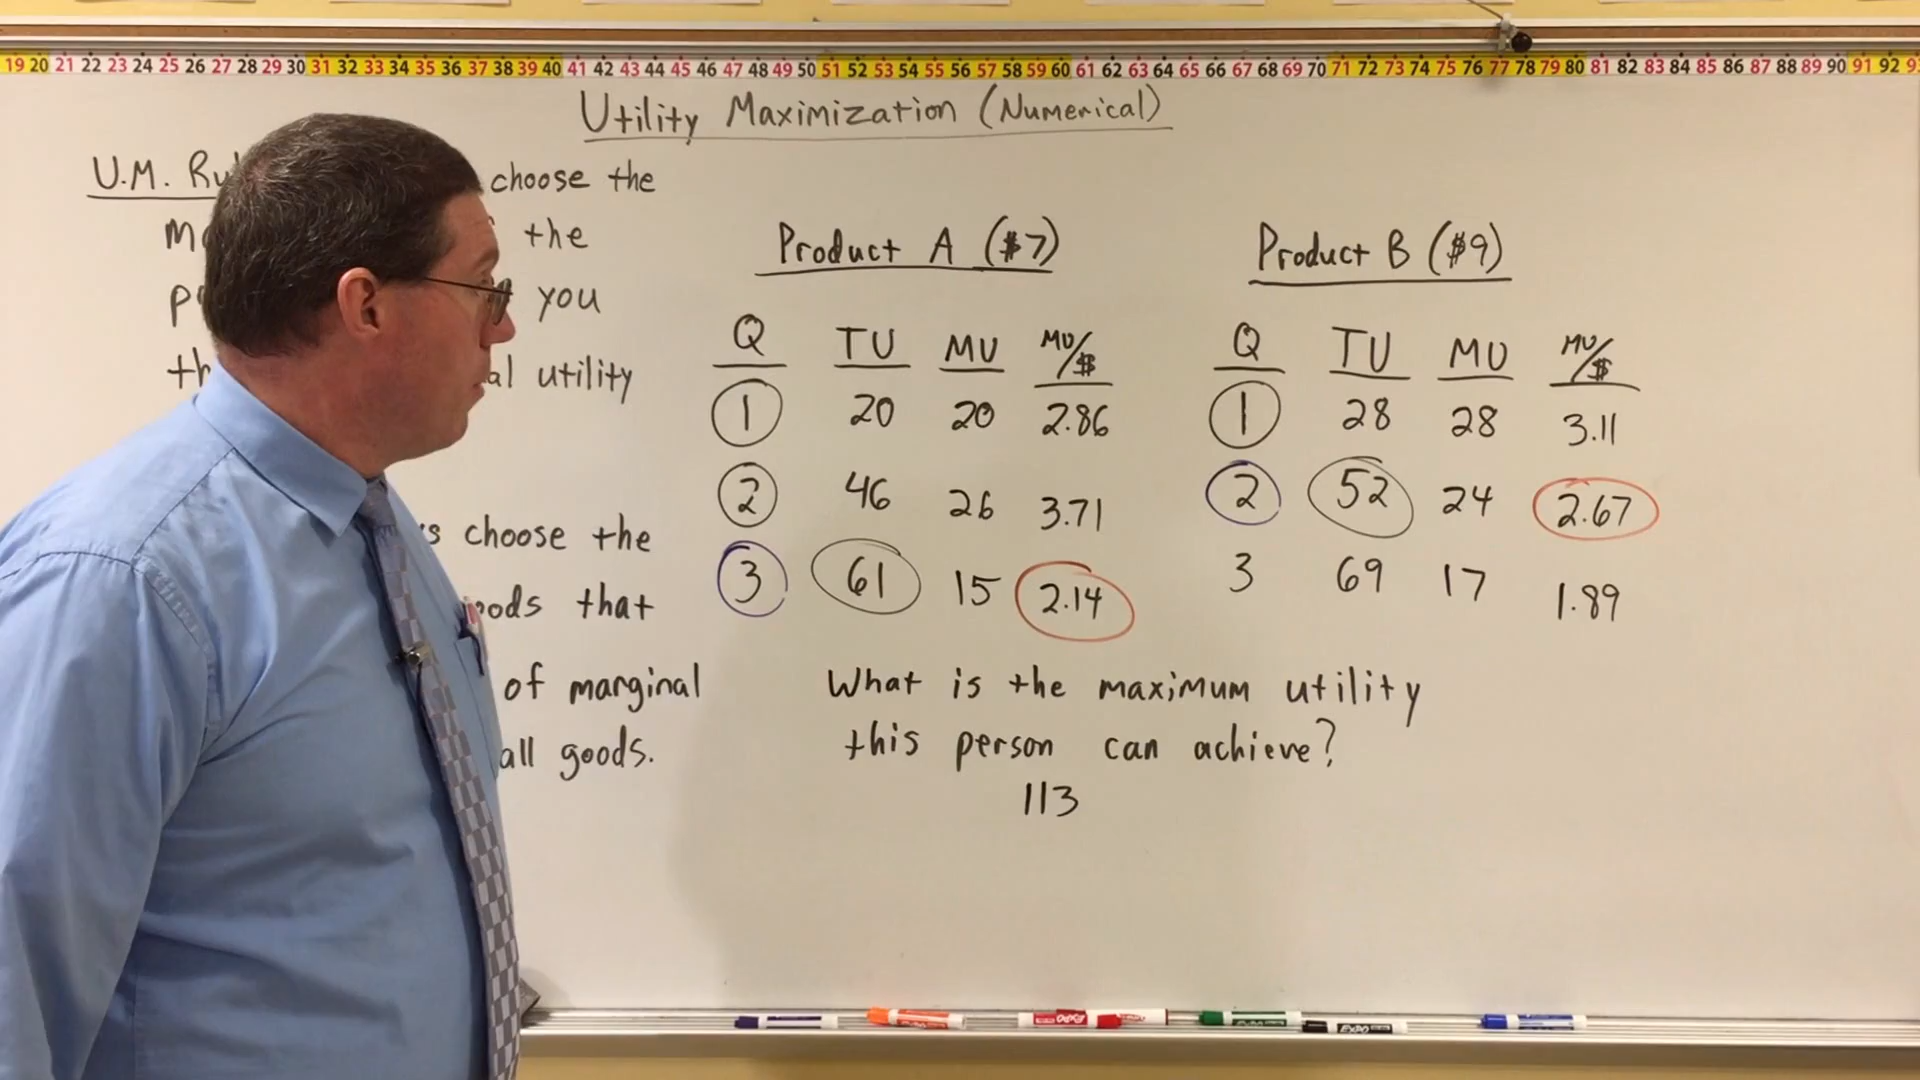 19 20 21 22 23 24 25 26 27 28 29 30 31 32 33 34 35 36 37 38 39 40 41 42 43 44 45 46 47 48 49 50 51 52 53 54 55 56 57 58 59 60 61 62 63 64 65 66 67 68 69 70 71 72 73 74 75 76 77 78 79 80 81 82 83 84 85 86 87 88 89 90 91 92
Utility Maximization (Numerical)
U.M. choose the
the
you
utility
choose the
that
of marginal
all goods.
Product A ($7)
Q TU MU MU/$
1 20 20 2.86
2 46 26 3.71
3 61 15 2.14
Product B ($9)
Q TU MU MU/$
1 28 28 3.11
2 52 24 2.67
3 69 17 1.89
What is the maximum utility
this person can achieve?
113
EXPO
EXPO